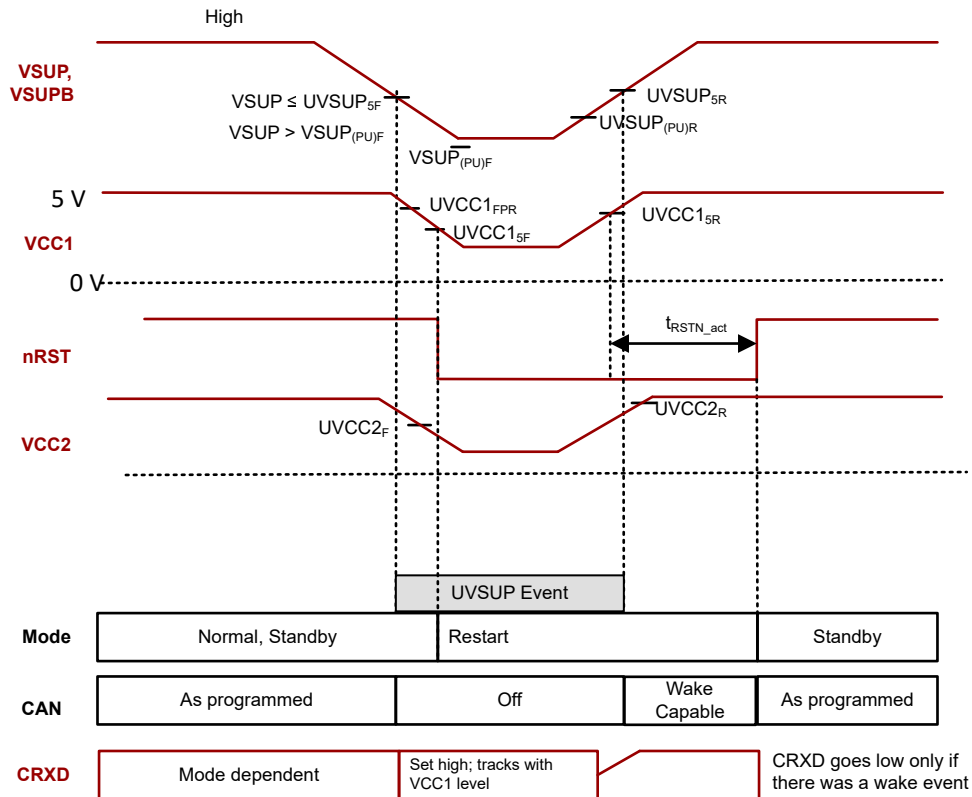 High
VSUP,
VSUPB
VSUP ≤ UVSUP5F
VSUP > VSUP(PU)F
VSUP(PU)F
UVSUP5R
UVSUP(PU)R
5 V
VCC1
0 V
UVCC1FPR
UVCC15F
UVCC15R
nRST
tRSTN_act
VCC2
UVCC2F
UVCC2R
UVSUP Event
Mode
Normal, Standby
Restart
Standby
CAN
As programmed
Off
Wake
Capable
As programmed
CRXD
Mode dependent
Set high; tracks with
VCC1 level
CRXD goes low only if
there was a wake event